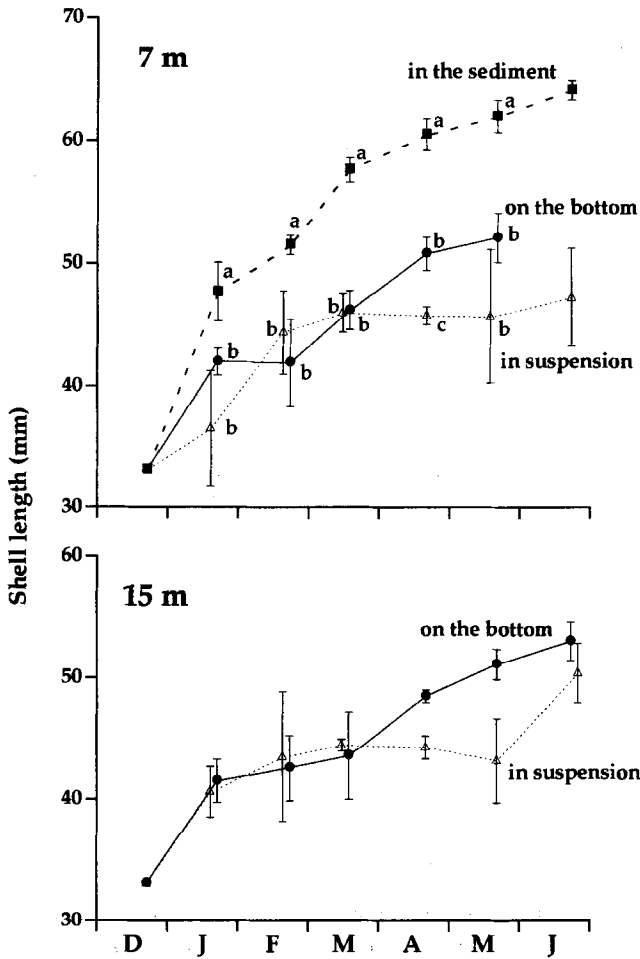 70
7 m
in the sediment
a
60
a
a
on the bottom
a
50
a
b
b
b
b
b
c
b
b
in suspension
40
b
b
30
Shell length (mm)
60
15 m
on the bottom
50
in suspension
40
30
D J F M A M J